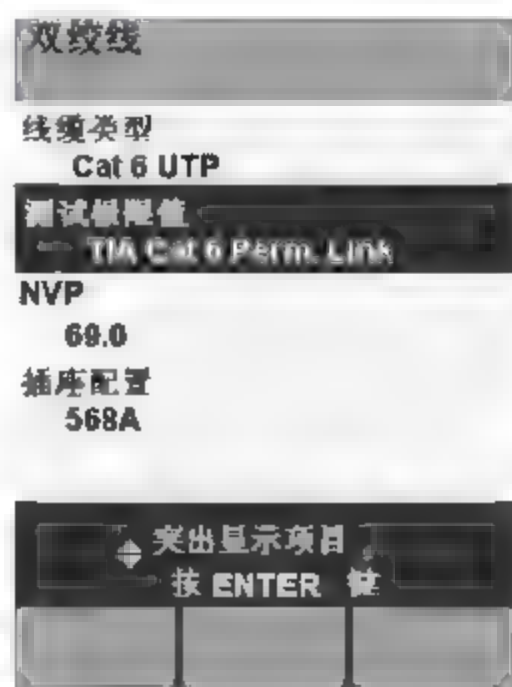 双绞线
线缆类型
Cat 6 UTP
测试极限值
TIA Cat 6 Perm. Link
NVP
69.0
插座配置
568A
突出显示项目
按 ENTER 键